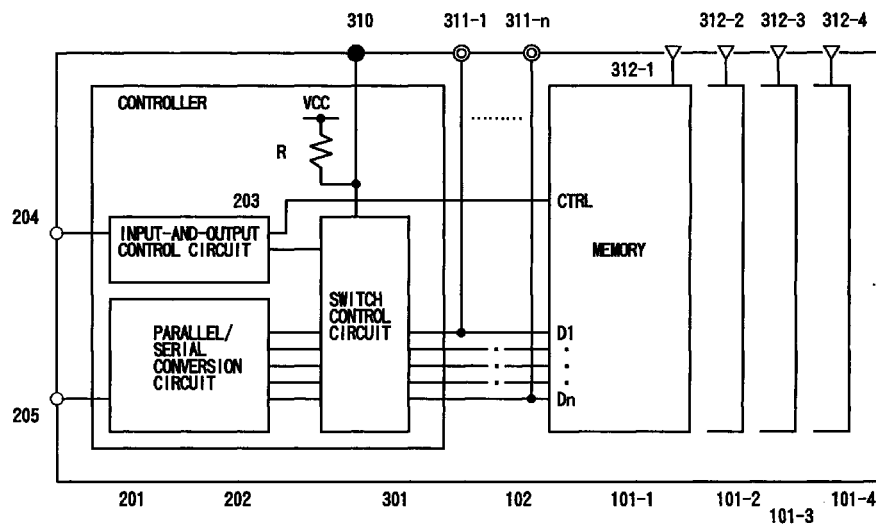 310 311-1 311-n 312-2 312-3 312-4
312-1
CONTROLLER
VCC
.........
R
203
CTRL
204
INPUT-AND-OUTPUT
CONTROL CIRCUIT
MEMORY
SWITCH
CONTROL
CIRCUIT
PARALLEL/
SERIAL
CONVERSION
CIRCUIT
D1
Dn
205
201 202 301 102 101-1 101-2 101-4
101-3